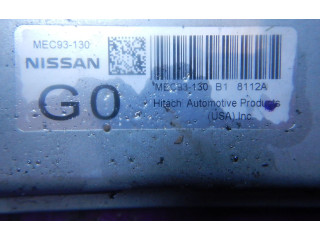 MEC93-130
NISSAN
G0
*MEC93-130 B1 8112A
Hitachi Automotive Products
(USA),Inc.